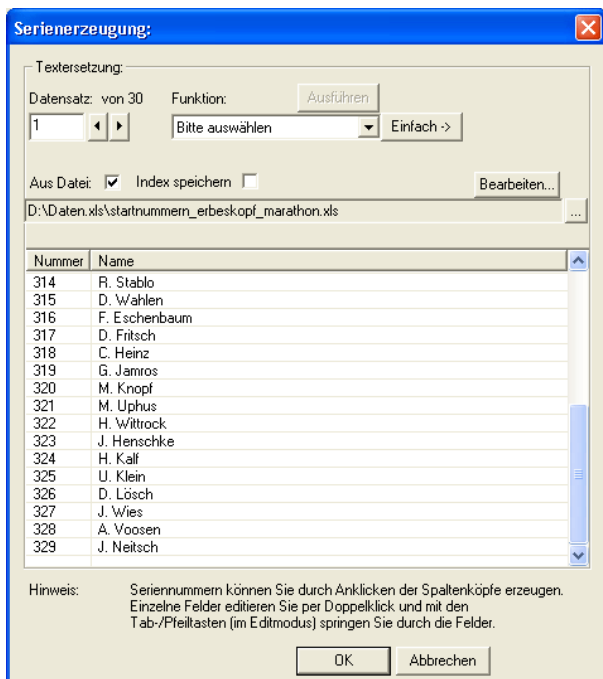 Serienerzeugung:
Textersetzung:
Datensatz: von 30 Funktion: Ausführen
1 Bitte auswählen Einfach ->
Aus Datei: Index speichern Bearbeiten...
D:\Daten.xls\startnummern_erbeskopf_marathon.xls ...
Nummer Name
314 R. Stablo
315 D. Wahlen
316 F. Eschenbaum
317 D. Fritsch
318 C. Heinz
319 G. Jamros
320 M. Knopf
321 M. Uphus
322 H. Wittrock
323 J. Henschke
324 H. Kalf
325 U. Klein
326 D. Lösch
327 J. Wies
328 A. Voosen
329 J. Neitsch
Hinweis: Seriennummern können Sie durch Anklicken der Spaltenköpfe erzeugen.
Einzelne Felder editieren Sie per Doppelklick und mit den
Tab-/Pfeiltasten (im Editmodus) springen Sie durch die Felder.
OK Abbrechen